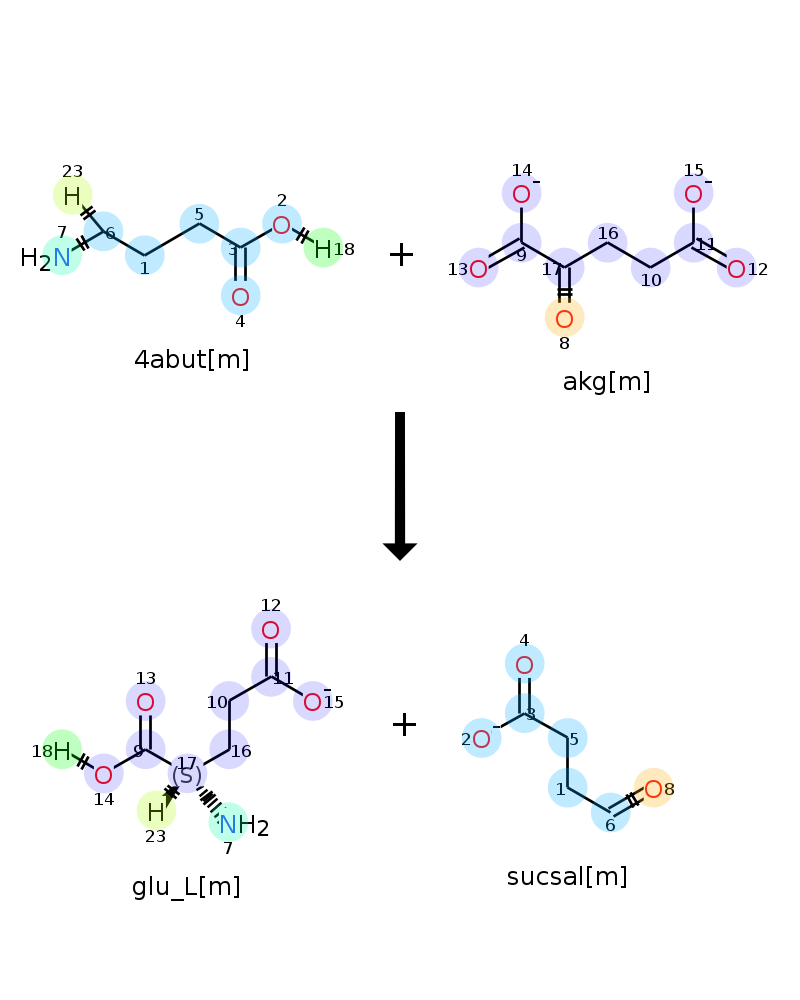 23
H
7
H2N
6
1
5
3
2
O
H 18
O
4
+
14
O-
15
O-
13 O
9
17
16
10
11
O 12
O
8
4abut[m]
akg[m]
12
O
13
O
10
11
O- 15
18 H
9
17
(S)
16
O
14
H
23
NH2
7
+
4
O
2 O-
3
5
1
6
O 8
glu_L[m]
sucsal[m]